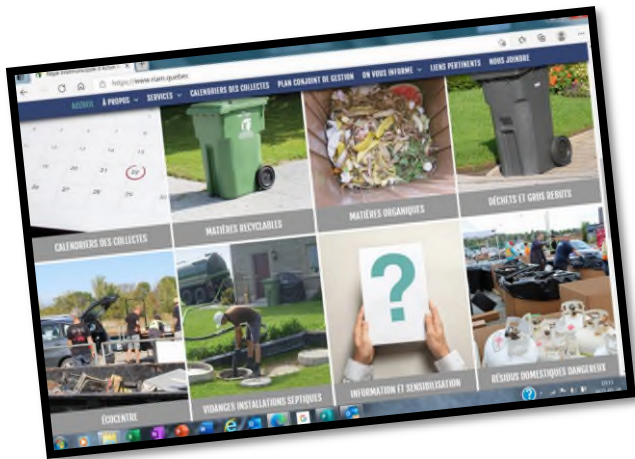 https://www.riam.quebec
ACCUEIL À PROPOS SERVICES CALENDRIERS DES COLLECTES PLAN CONJOINT DE GESTION ON VOUS INFORME LIENS PERTINENTS NOUS JOINDRE
CALENDRIERS DES COLLECTES
MATIÈRES RECYCLABLES
MATIÈRES ORGANIQUES
DÉCHETS ET GROS REBUTS
?
ÉCOCENTRE
VIDANGES INSTALLATIONS SEPTIQUES
INFORMATION ET SENSIBILISATION
RÉSIDUS DOMESTIQUES DANGEREUX